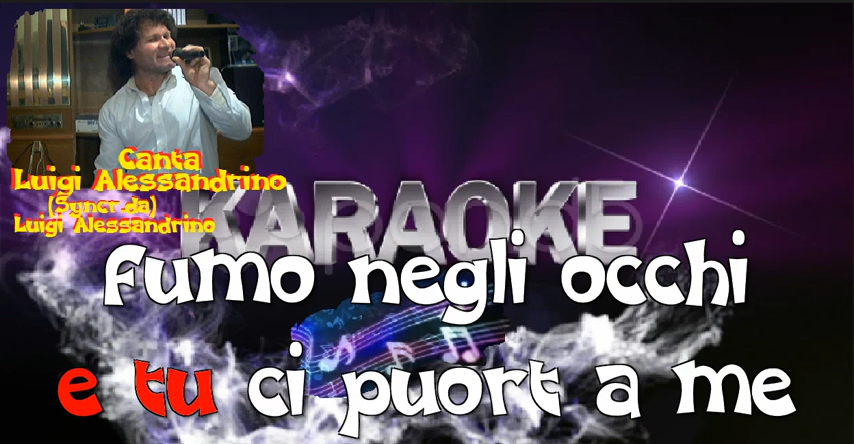 Canta
Luigi Alessandrino
(Syncr da)
Luigi Alessandrino
KARAOKE
fumo negli occhi
e tu ci puort a me